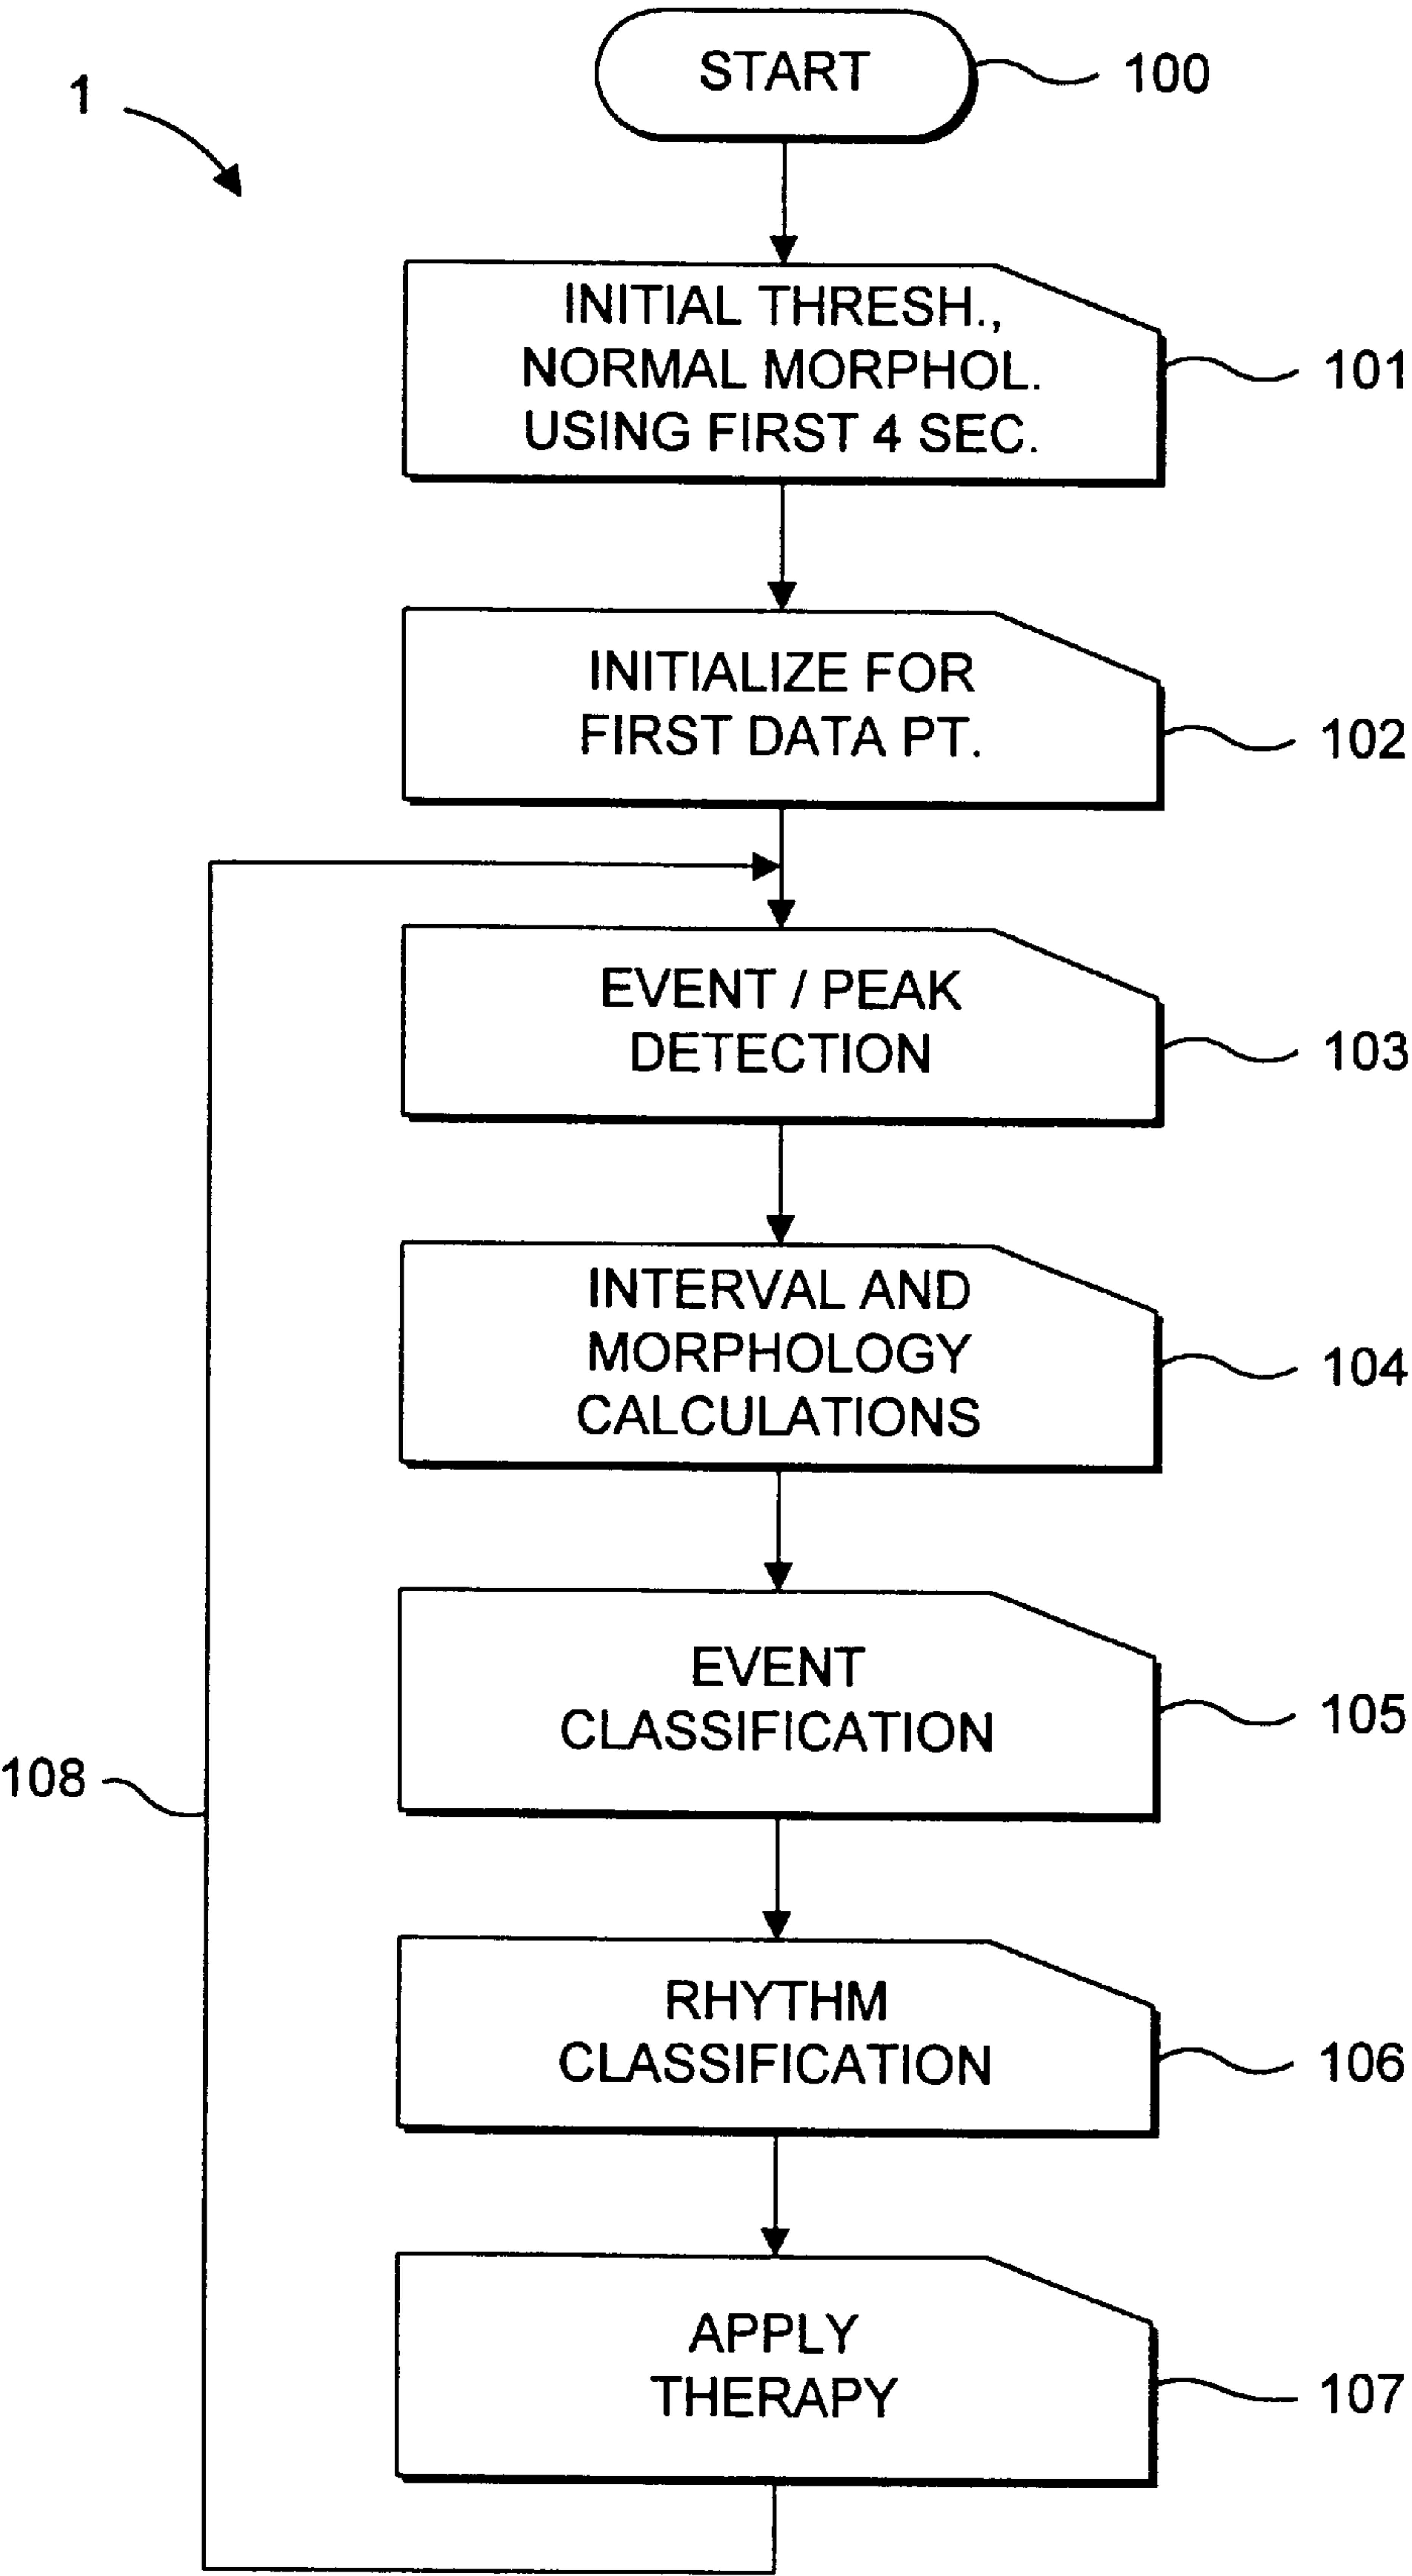 START
100
1
INITIAL THRESH.,
NORMAL MORPHOL.
USING FIRST 4 SEC.
101
INITIALIZE FOR
FIRST DATA PT.
102
EVENT / PEAK
DETECTION
103
INTERVAL AND
MORPHOLOGY
CALCULATIONS
104
EVENT
CLASSIFICATION
105
108
RHYTHM
CLASSIFICATION
106
APPLY
THERAPY
107